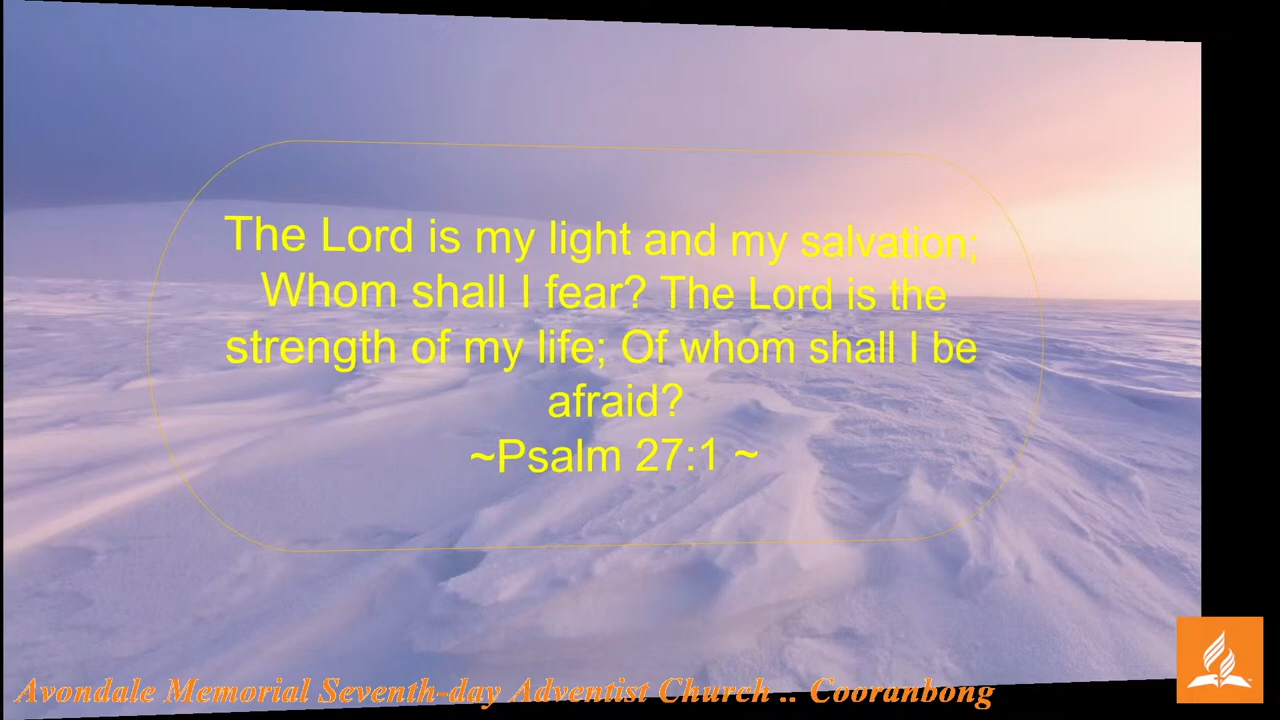 The Lord is my light and my salvation;
Whom shall I fear? The Lord is the
strength of my life; Of whom shall I be
afraid?
~Psalm 27:1 ~
Avondale Memorial Seventh-day Adventist Church .. Cooranbong